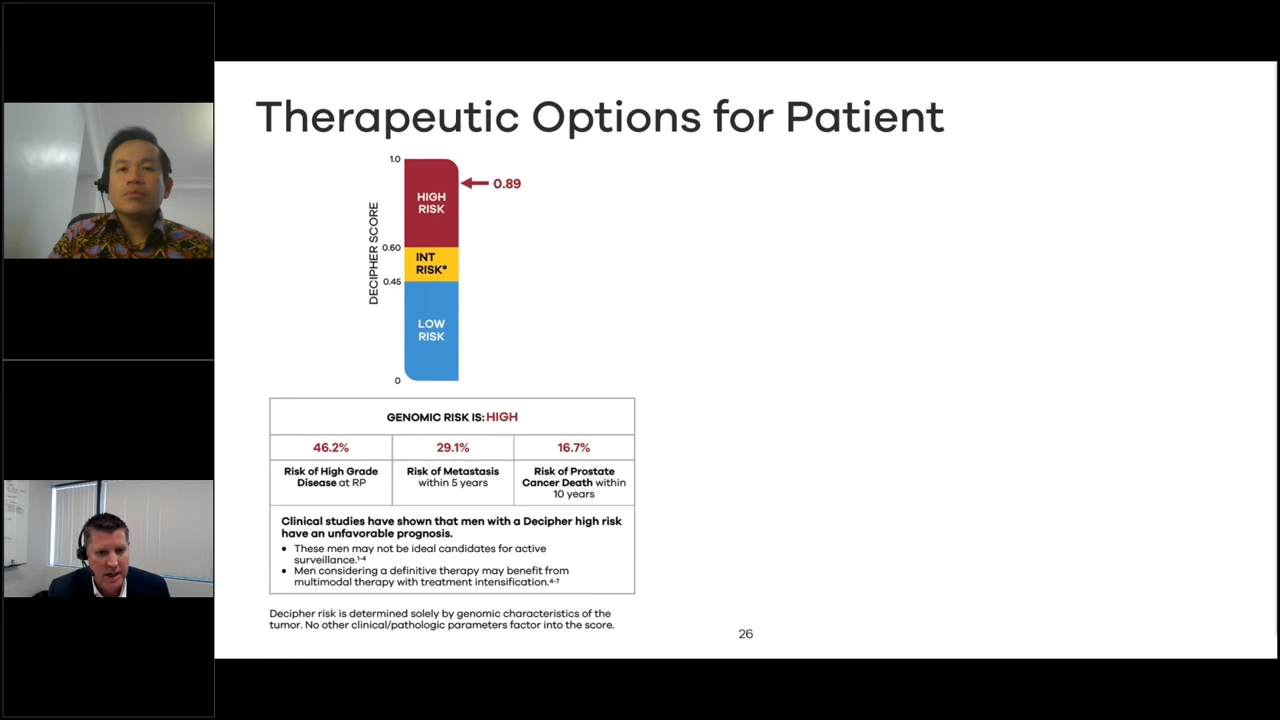 Therapeutic Options for Patient
1.0
0.89
HIGH
RISK
DECIPHER SCORE
0.60
INT
RISK*
0.45
LOW
RISK
0
GENOMIC RISK IS: HIGH
46.2%
29.1%
16.7%
Risk of High Grade
Disease at RP
Risk of Metastasis
within 5 years
Risk of Prostate
Cancer Death within
10 years
Clinical studies have shown that men with a Decipher high risk
have an unfavorable prognosis.
• These men may not be ideal candidates for active
surveillance.1-4
• Men considering a definitive therapy may benefit from
multimodal therapy with treatment intensification.4-7
Decipher risk is determined solely by genomic characteristics of the
tumor. No other clinical/pathologic parameters factor into the score.
26